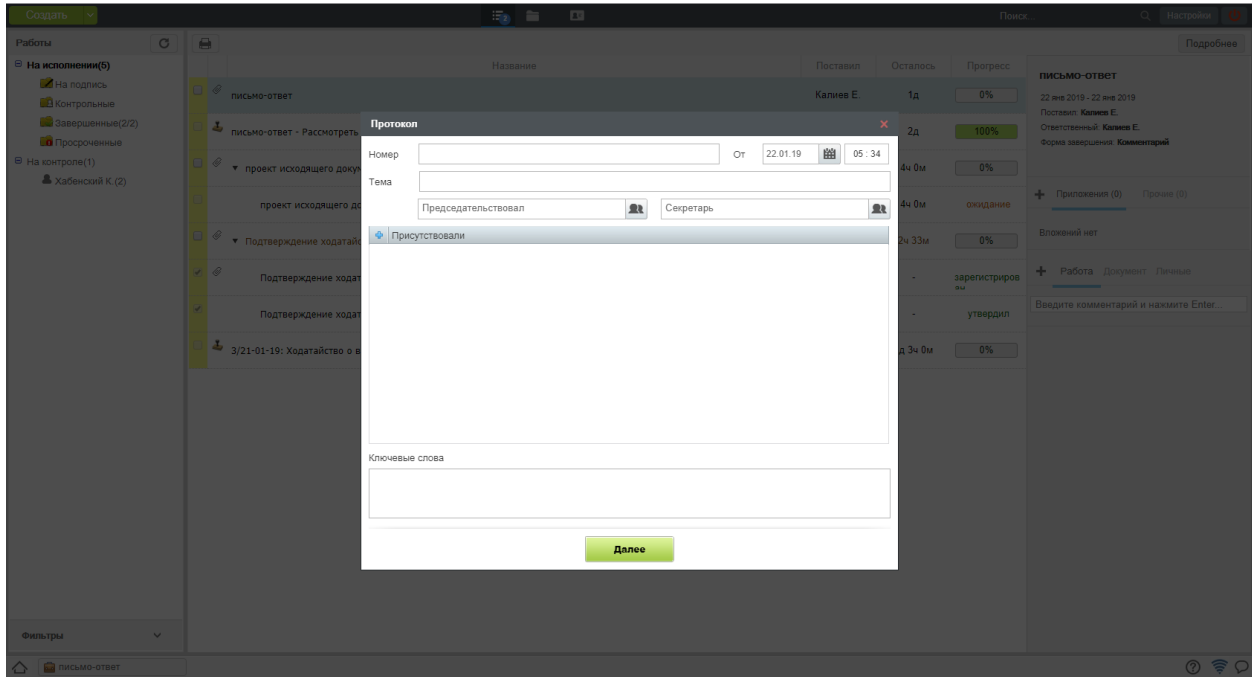 Создать
2
Поиск...
Настройки
Работы
Подробнее
На исполнении(5)
На подпись
Контрольные
Завершенные(2/2)
Просроченные
На контроле(1)
Хабенский К.(2)
Название Поставил Осталось Прогресс
письмо-ответ Калиев Е. 1д 0%
письмо-ответ - Рассмотреть 2д 100%
проект исходящего 4ч 0м 0%
проект исходящего 4ч 0м ожидание
Подтверждение 2ч 33м 0%
Подтверждение - зарегистриров
Подтверждение - утвердил
3/21-01-19: Ходатайство о 3ч 0м 0%
Протокол
Номер От 22.01.19 05 : 34
Тема
Председательствовал Секретарь
Присутствовали
Ключевые слова
Далее
письмо-ответ
22 янв 2019 - 22 янв 2019
Поставил: Калиев Е.
Ответственный: Калиев Е.
Форма завершения: Комментарий
Приложения (0) Прочие (0)
Вложений нет
Работа Документ Личные
Введите комментарий и нажмите Enter...
Фильтры
письмо-ответ